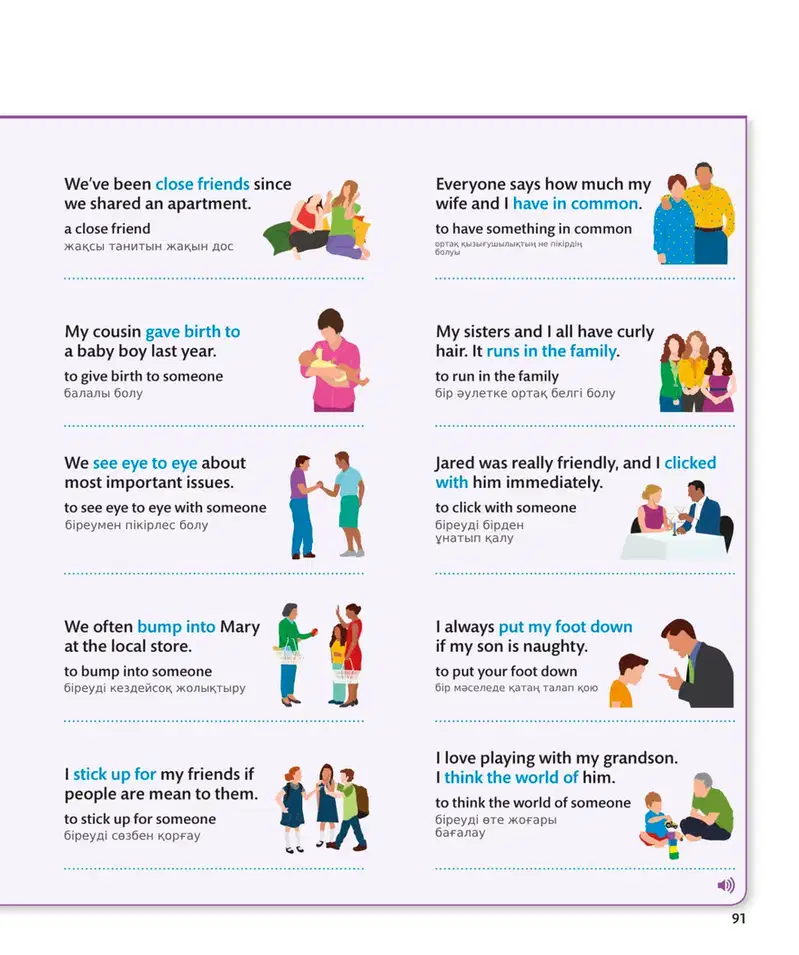 We've been close friends since
we shared an apartment.
a close friend
жақсы танитын жақын дос
My cousin gave birth to
a baby boy last year.
to give birth to someone
балалы болу
We see eye to eye about
most important issues.
to see eye to eye with someone
біреумен пікірлес болу
We often bump into Mary
at the local store.
to bump into someone
біреуді кездейсоқ жолықтыру
I stick up for my friends if
people are mean to them.
to stick up for someone
біреуді сөзбен қорғау
Everyone says how much my
wife and I have in common.
to have something in common
ортақ қызығушылықтың не пікірдің
болуы
My sisters and I all have curly
hair. It runs in the family.
to run in the family
бір әулетке ортақ белгі болу
Jared was really friendly, and I clicked
with him immediately.
to click with someone
біреуді бірден
ұнатып қалу
I always put my foot down
if my son is naughty.
to put your foot down
бір мәселеде қатаң талап қою
I love playing with my grandson.
I think the world of him.
to think the world of someone
біреуді өте жоғары
бағалау
91